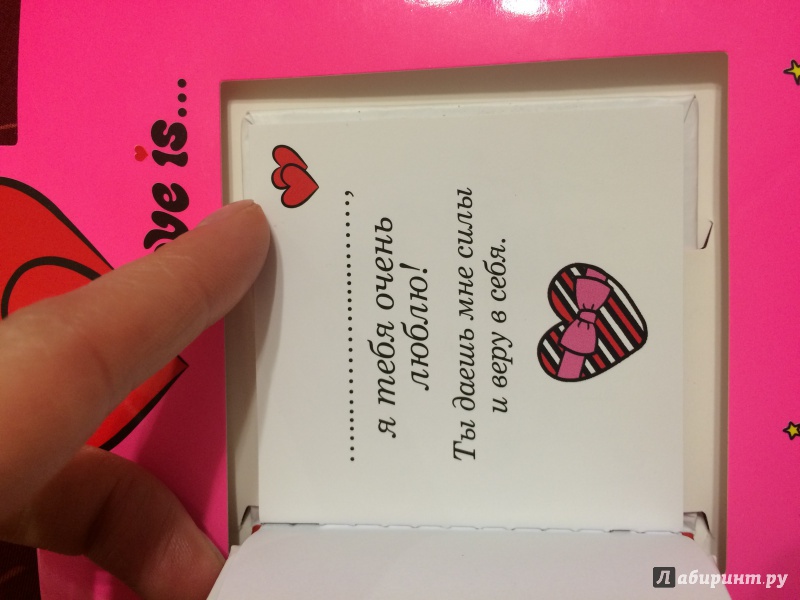 love is...
.............................,
я тебя очень
люблю!
Ты даешь мне силы
и веру в себя.
Лабиринт.ру